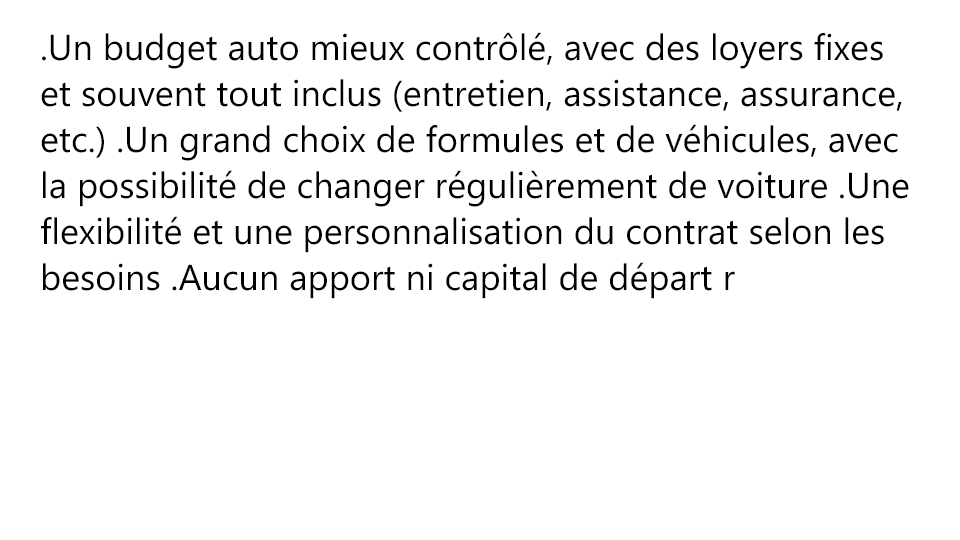 .Un budget auto mieux contrôlé, avec des loyers fixes
et souvent tout inclus (entretien, assistance, assurance,
etc.) .Un grand choix de formules et de véhicules, avec
la possibilité de changer régulièrement de voiture .Une
flexibilité et une personnalisation du contrat selon les
besoins .Aucun apport ni capital de départ r